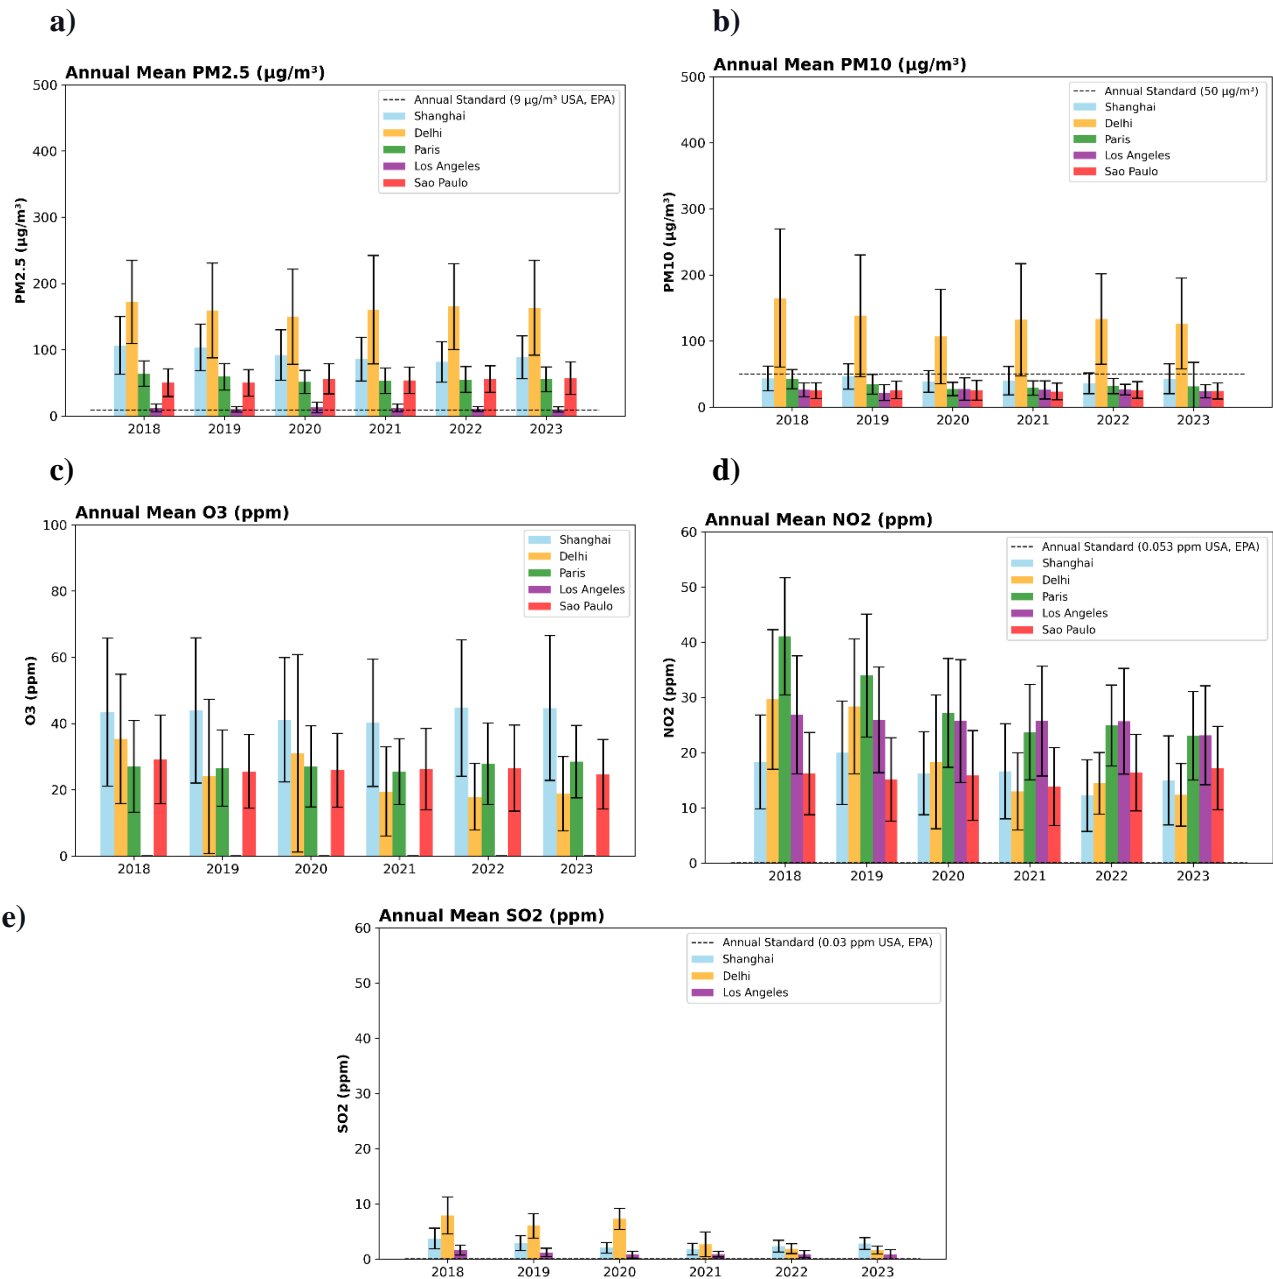 a)
Annual Mean PM2.5 (µg/m³)
500
400
300
200
100
0
PM2.5 (µg/m³)
Annual Standard (9 µg/m³ USA, EPA)
Shanghai
Delhi
Paris
Los Angeles
Sao Paulo
2018 2019 2020 2021 2022 2023
b)
Annual Mean PM10 (µg/m³)
500
400
300
200
100
0
PM10 (µg/m³)
Annual Standard (50 µg/m³)
Shanghai
Delhi
Paris
Los Angeles
Sao Paulo
2018 2019 2020 2021 2022 2023
c)
Annual Mean O3 (ppm)
100
80
60
40
20
0
O3 (ppm)
Shanghai
Delhi
Paris
Los Angeles
Sao Paulo
2018 2019 2020 2021 2022 2023
d)
Annual Mean NO2 (ppm)
60
50
40
30
20
10
0
NO2 (ppm)
Annual Standard (0.053 ppm USA, EPA)
Shanghai
Delhi
Paris
Los Angeles
Sao Paulo
2018 2019 2020 2021 2022 2023
e)
Annual Mean SO2 (ppm)
60
50
40
30
20
10
0
SO2 (ppm)
Annual Standard (0.03 ppm USA, EPA)
Shanghai
Delhi
Los Angeles
2018 2019 2020 2021 2022 2023